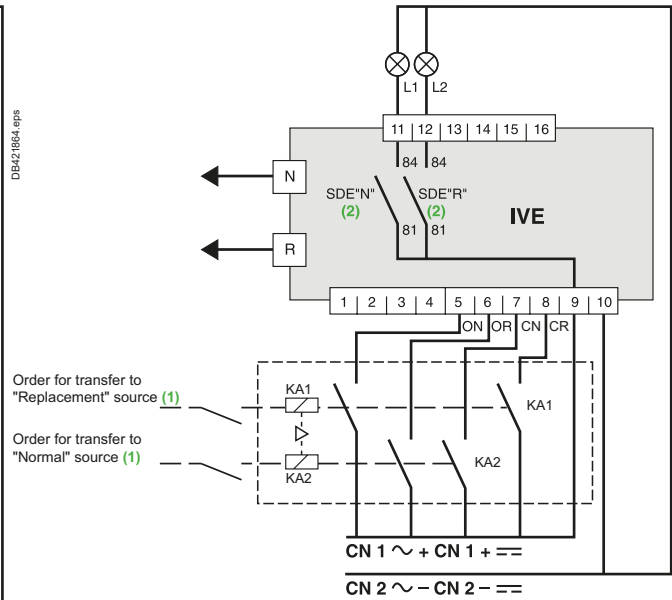 DB421864.eps
L1 L2
11 12 13 14 15 16
84 84
N
SDE"N" SDE"R"
(2) (2)
IVE
81 81
R
1 2 3 4 5 6 7 8 9 10
ON OR CN CR
Order for transfer to
"Replacement" source (1)
KA1
KA1
Order for transfer to
"Normal" source (1)
KA2
KA2
CN 1 ∼ + CN 1 + ⎓
CN 2 ∼ – CN 2 – ⎓